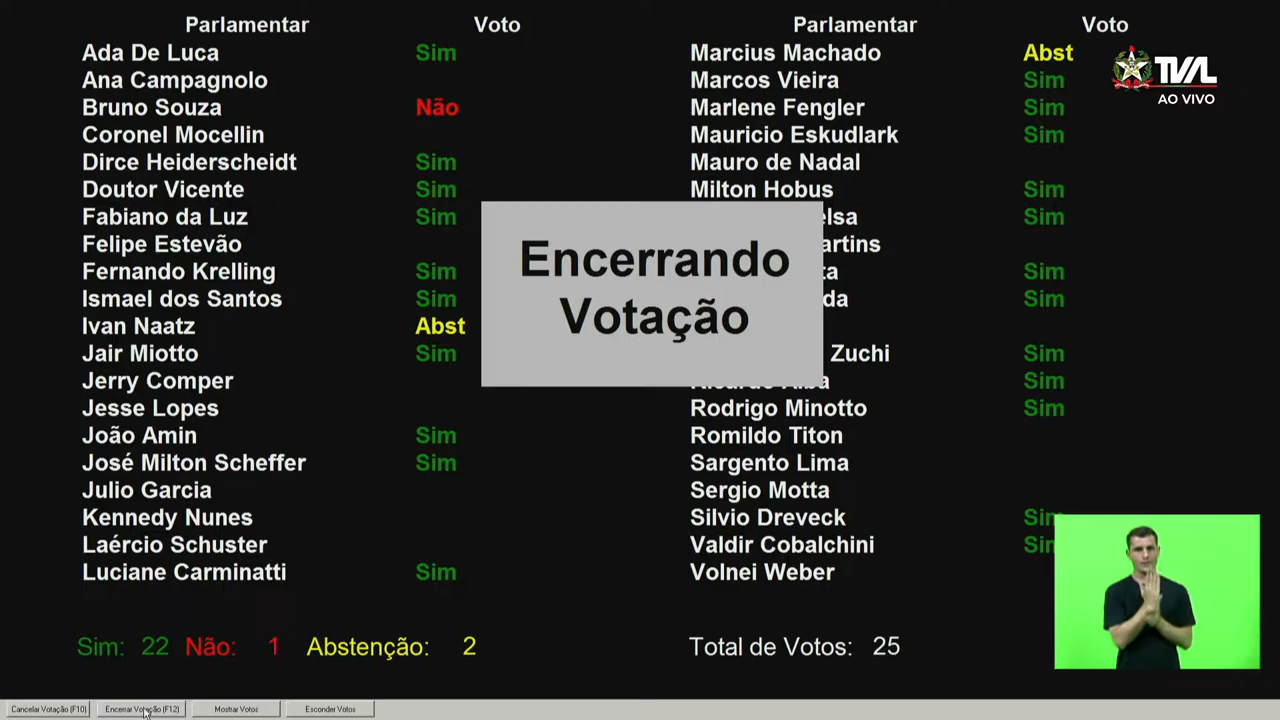 Parlamentar Voto Parlamentar Voto
Ada De Luca Sim Marcius Machado Abst
Ana Campagnolo Marcos Vieira Sim
Bruno Souza Não Marlene Fengler Sim
Coronel Mocellin Mauricio Eskudlark Sim
Dirce Heiderscheidt Sim Mauro de Nadal
Doutor Vicente Sim Milton Hobus Sim
Fabiano da Luz Sim elsa Sim
Felipe Estevão artins
Fernando Krelling Sim ta Sim
Ismael dos Santos Sim da Sim
Ivan Naatz Abst
Jair Miotto Sim Zuchi Sim
Jerry Comper Sim
Jesse Lopes Rodrigo Minotto Sim
João Amin Sim Romildo Titon
José Milton Scheffer Sim Sargento Lima
Julio Garcia Sergio Motta
Kennedy Nunes Silvio Dreveck Sim
Laércio Schuster Valdir Cobalchini Sim
Luciane Carminatti Sim Volnei Weber
Encerrando
Votação
TVAL
AO VIVO
Sim: 22 Não: 1 Abstenção: 2 Total de Votos: 25
Cancelar Votação (F10) Encerrar Votação (F12) Mostrar Votos Esconder Votos